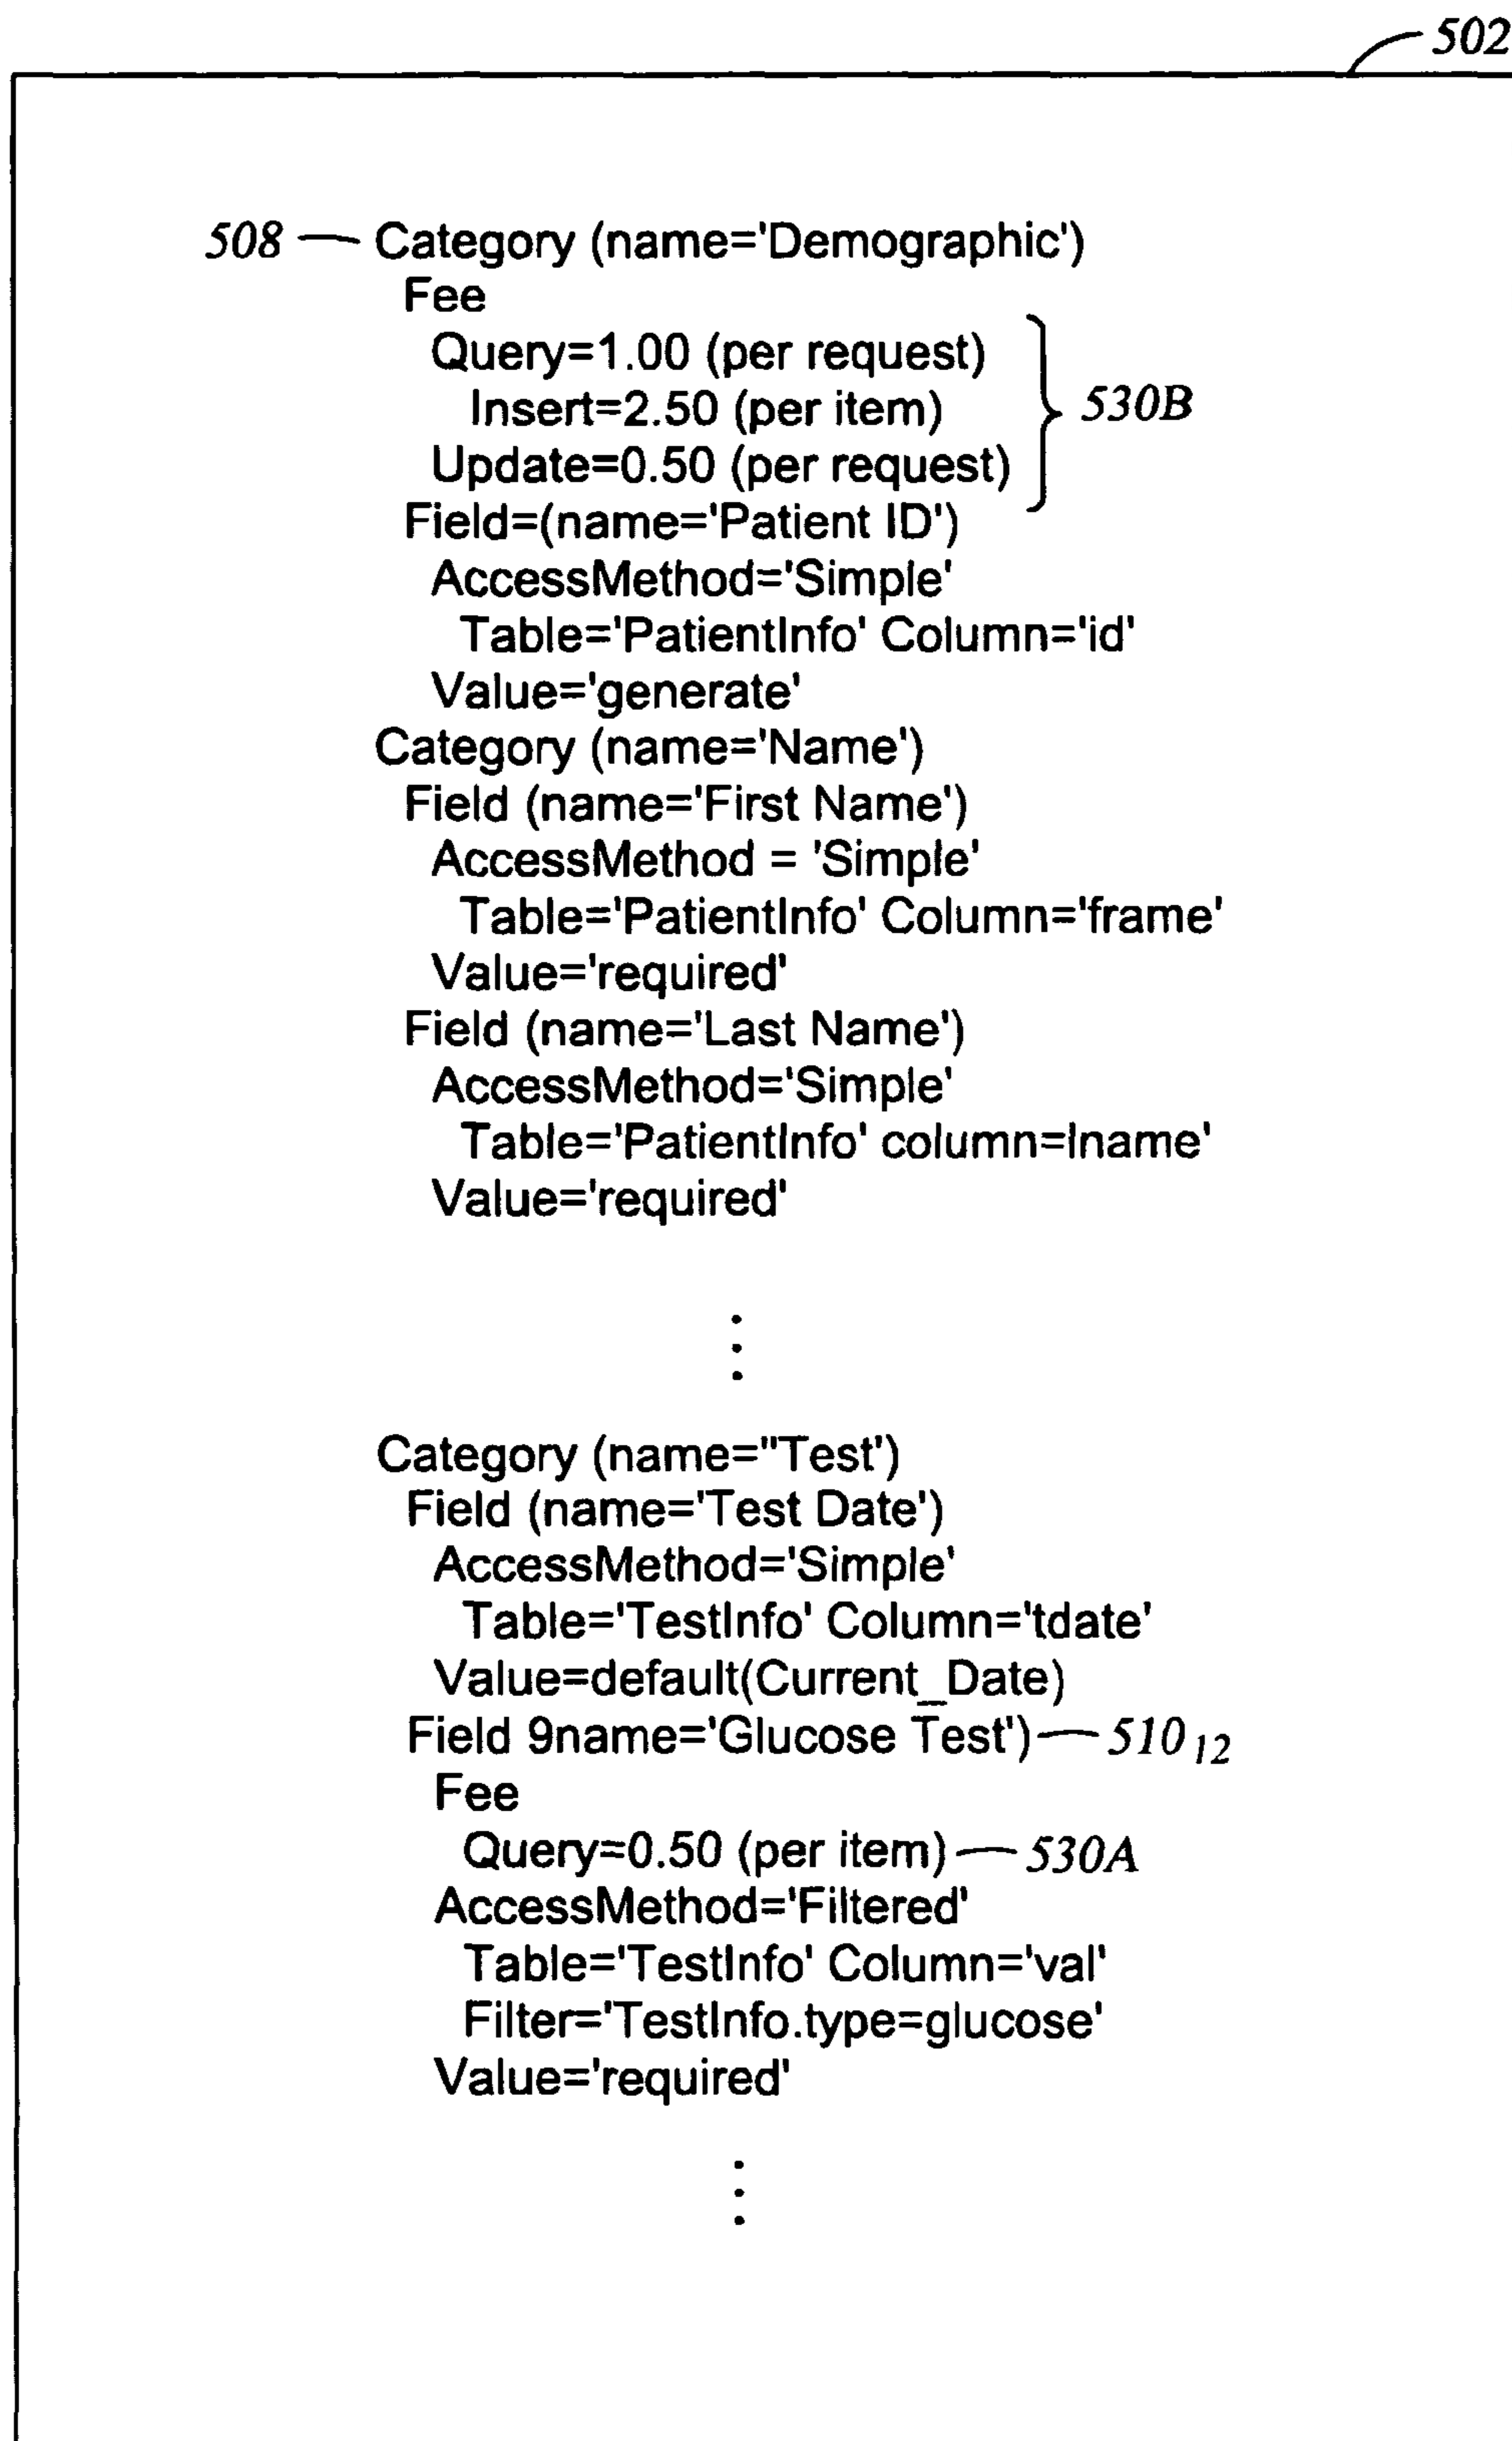 502
508 Category (name='Demographic')
Fee
Query=1.00 (per request)
Insert=2.50 (per item) 530B
Update=0.50 (per request)
Field=(name='Patient ID')
AccessMethod='Simple'
Table='PatientInfo' Column='id'
Value='generate'
Category (name='Name')
Field (name='First Name')
AccessMethod = 'Simple'
Table='PatientInfo' Column='frame'
Value='required'
Field (name='Last Name')
AccessMethod='Simple'
Table='PatientInfo' column=lname'
Value='required'
Category (name=''Test')
Field (name='Test Date')
AccessMethod='Simple'
Table='TestInfo' Column='tdate'
Value=default(Current_Date)
Field 9name='Glucose Test') 510 12
Fee
Query=0.50 (per item) 530A
AccessMethod='Filtered'
Table='TestInfo' Column='val'
Filter='TestInfo.type=glucose'
Value='required'